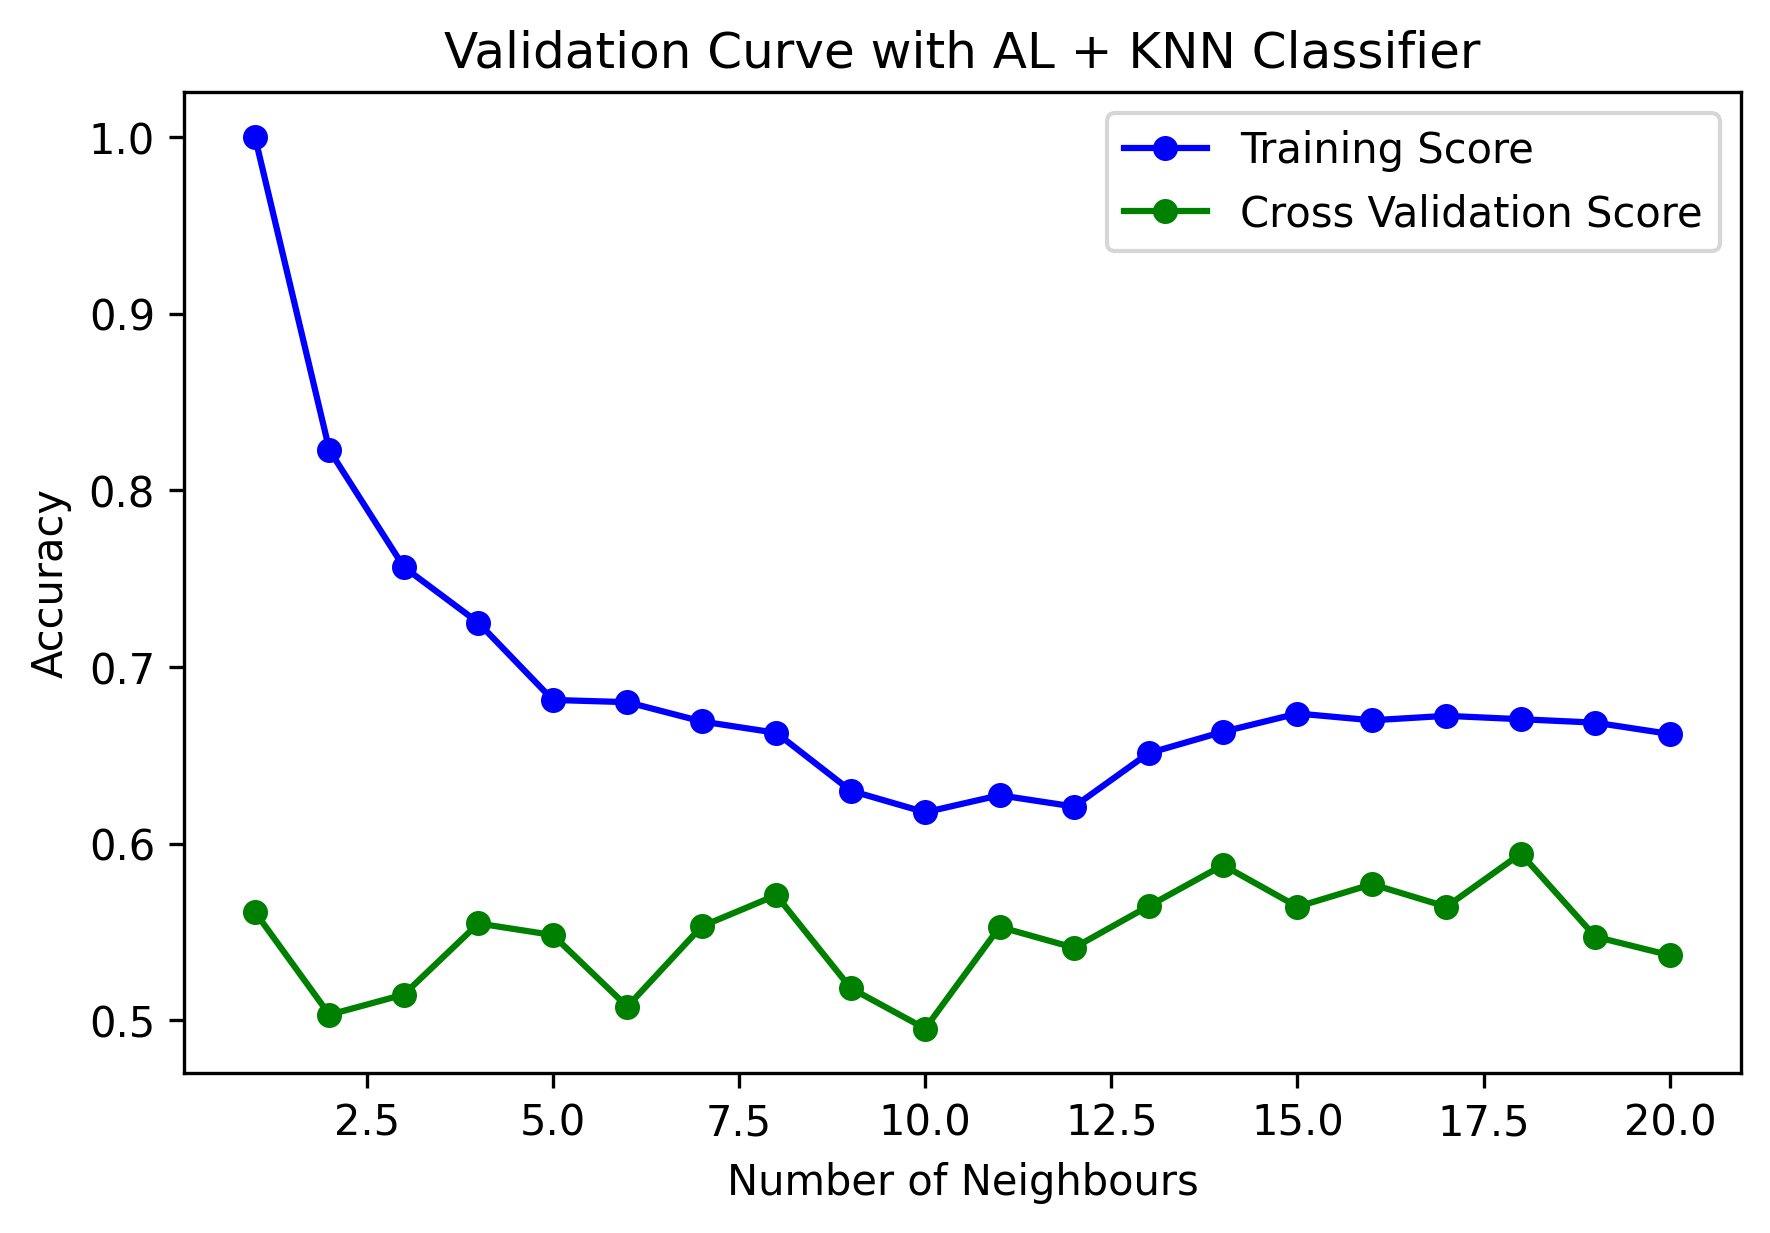 Validation Curve with AL + KNN Classifier
Training Score
Cross Validation Score
1.0
0.9
0.8
0.7
0.6
0.5
Accuracy
2.5 5.0 7.5 10.0 12.5 15.0 17.5 20.0
Number of Neighbours